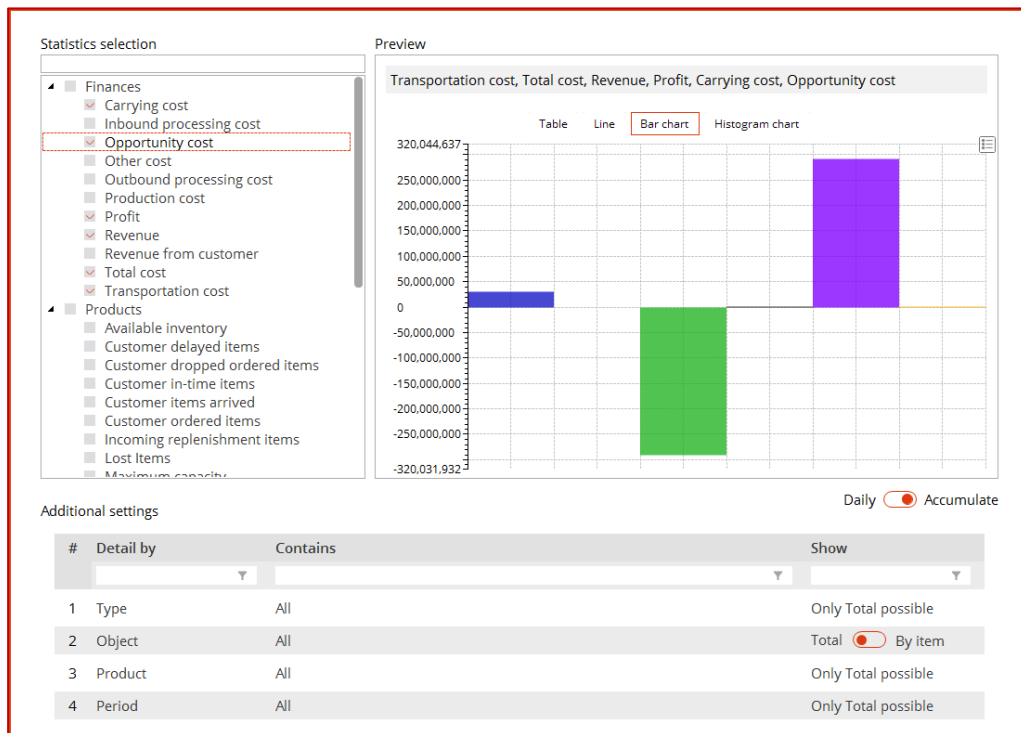 Statistics selection
Preview
Finances
Carrying cost
Inbound processing cost
Opportunity cost
Other cost
Outbound processing cost
Production cost
Profit
Revenue
Revenue from customer
Total cost
Transportation cost
Products
Available inventory
Customer delayed items
Customer dropped ordered items
Customer in-time items
Customer items arrived
Customer ordered items
Incoming replenishment items
Lost Items
Maximum capacity
Transportation cost, Total cost, Revenue, Profit, Carrying cost, Opportunity cost
Table Line Bar chart Histogram chart
320,044,637
250,000,000
200,000,000
150,000,000
100,000,000
50,000,000
0
-50,000,000
-100,000,000
-150,000,000
-200,000,000
-250,000,000
-320,031,932
Daily Accumulate
Additional settings
# Detail by Contains Show
1 Type All Only Total possible
2 Object All Total By item
3 Product All Only Total possible
4 Period All Only Total possible